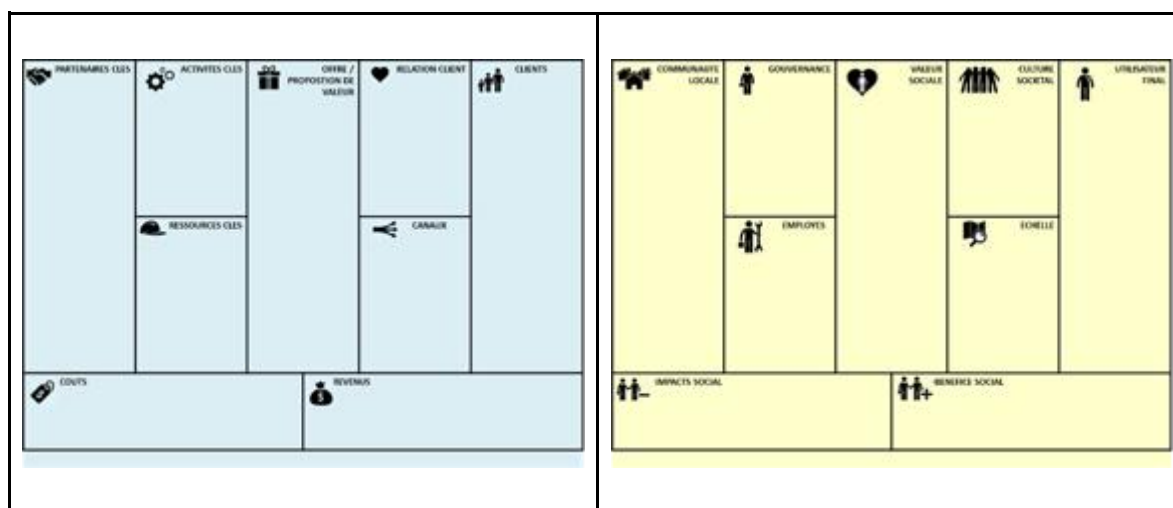 PARTENAIRES CLES
ACTIVITES CLES
OFFRE /
PROPOSTION DE
VALEUR
RELATION CLIENT
CLIENTS
RESSOURCES CLES
CANAUX
COUTS
REVENUS
COMMUNAUTE
LOCALE
GOUVERNANCE
VALEUR
SOCIALE
CULTURE
SOCIETAL
UTILISATEUR
FINAL
EMPLOYES
ECHELLE
IMPACTS SOCIAL
BENEFICE SOCIAL